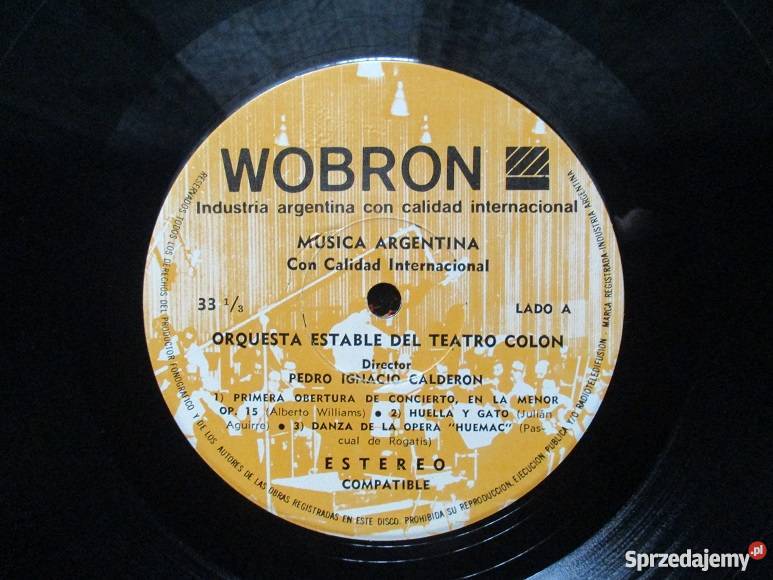 WOBRON
Industria argentina con calidad internacional
MUSICA ARGENTINA
Con Calidad Internacional
33 1/3
LADO A
ORQUESTA ESTABLE DEL TEATRO COLON
Director
PEDRO IGNACIO CALDERON
1) PRIMERA OBERTURA DE CONCIERTO, EN LA MENOR
OP. 15 (Alberto Williams) ● 2) HUELLA Y GATO (Julián
Aguirre) ● 3) DANZA DE LA OPERA "HUEMAC" (Pas-
cual de Rogatis)
ESTEREO
COMPATIBLE
RESERVADOS TODOS LOS DERECHOS DEL PRODUCTOR FONOGRAFICO Y DE LOS AUTORES DE LAS OBRAS REGISTRADAS EN ESTE DISCO. PROHIBIDA SU REPRODUCCION, EJECUCION PUBLICA Y/O RADIOTELEDIFUSION - MARCA REGISTRADA - INDUSTRIA ARGENTINA
Sprzedajemy.pl